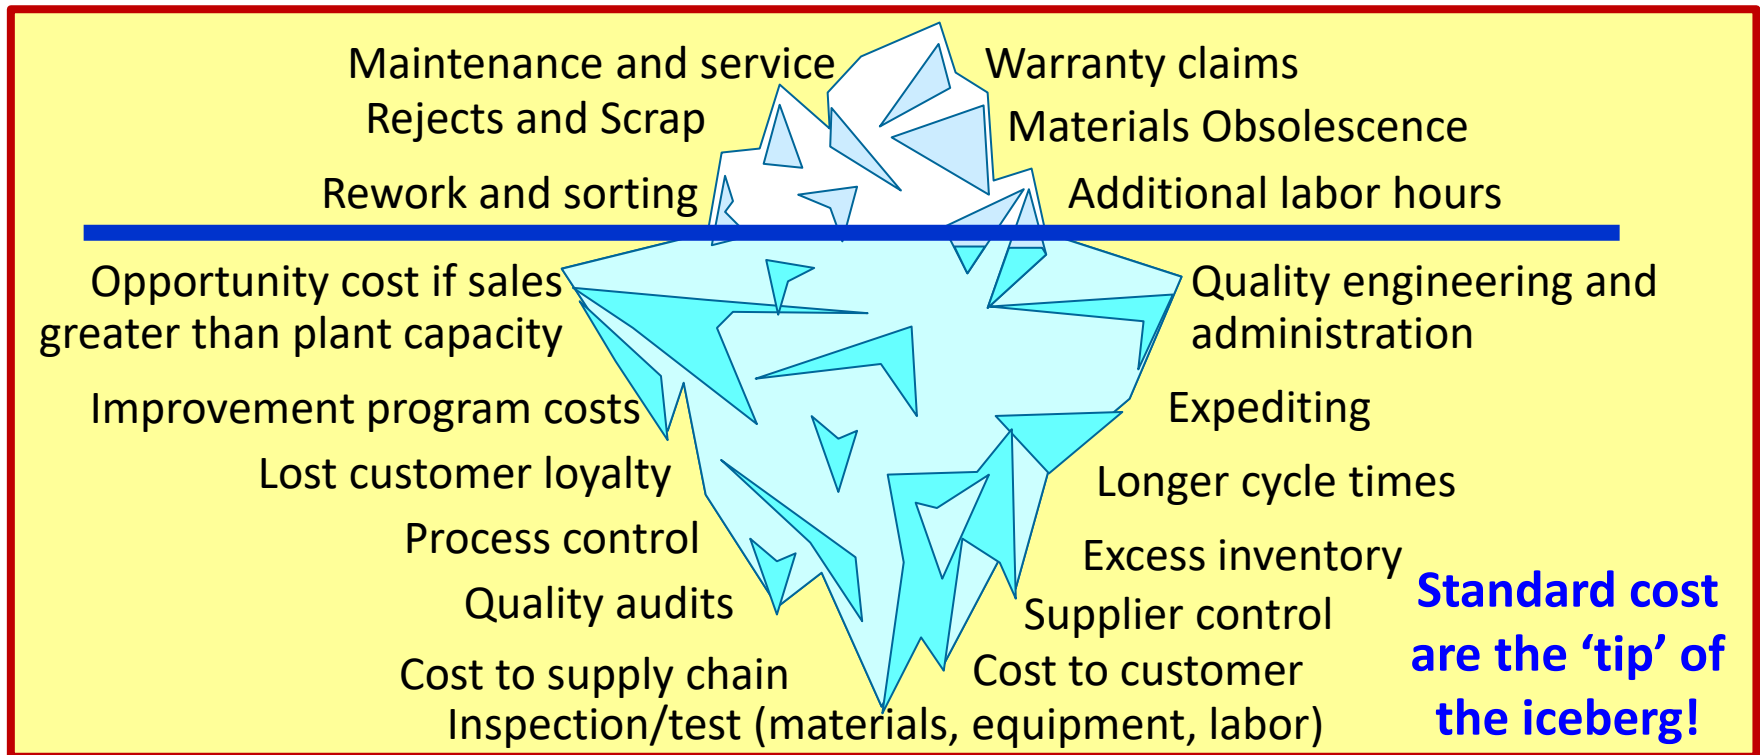 Maintenance and service
Warranty claims
Rejects and Scrap
Materials Obsolescence
Rework and sorting
Additional labor hours
Opportunity cost if sales
greater than plant capacity
Quality engineering and
administration
Improvement program costs
Expediting
Lost customer loyalty
Longer cycle times
Process control
Excess inventory
Quality audits
Supplier control
Cost to supply chain
Cost to customer
Inspection/test (materials, equipment, labor)
Standard cost
are the ‘tip’ of
the iceberg!